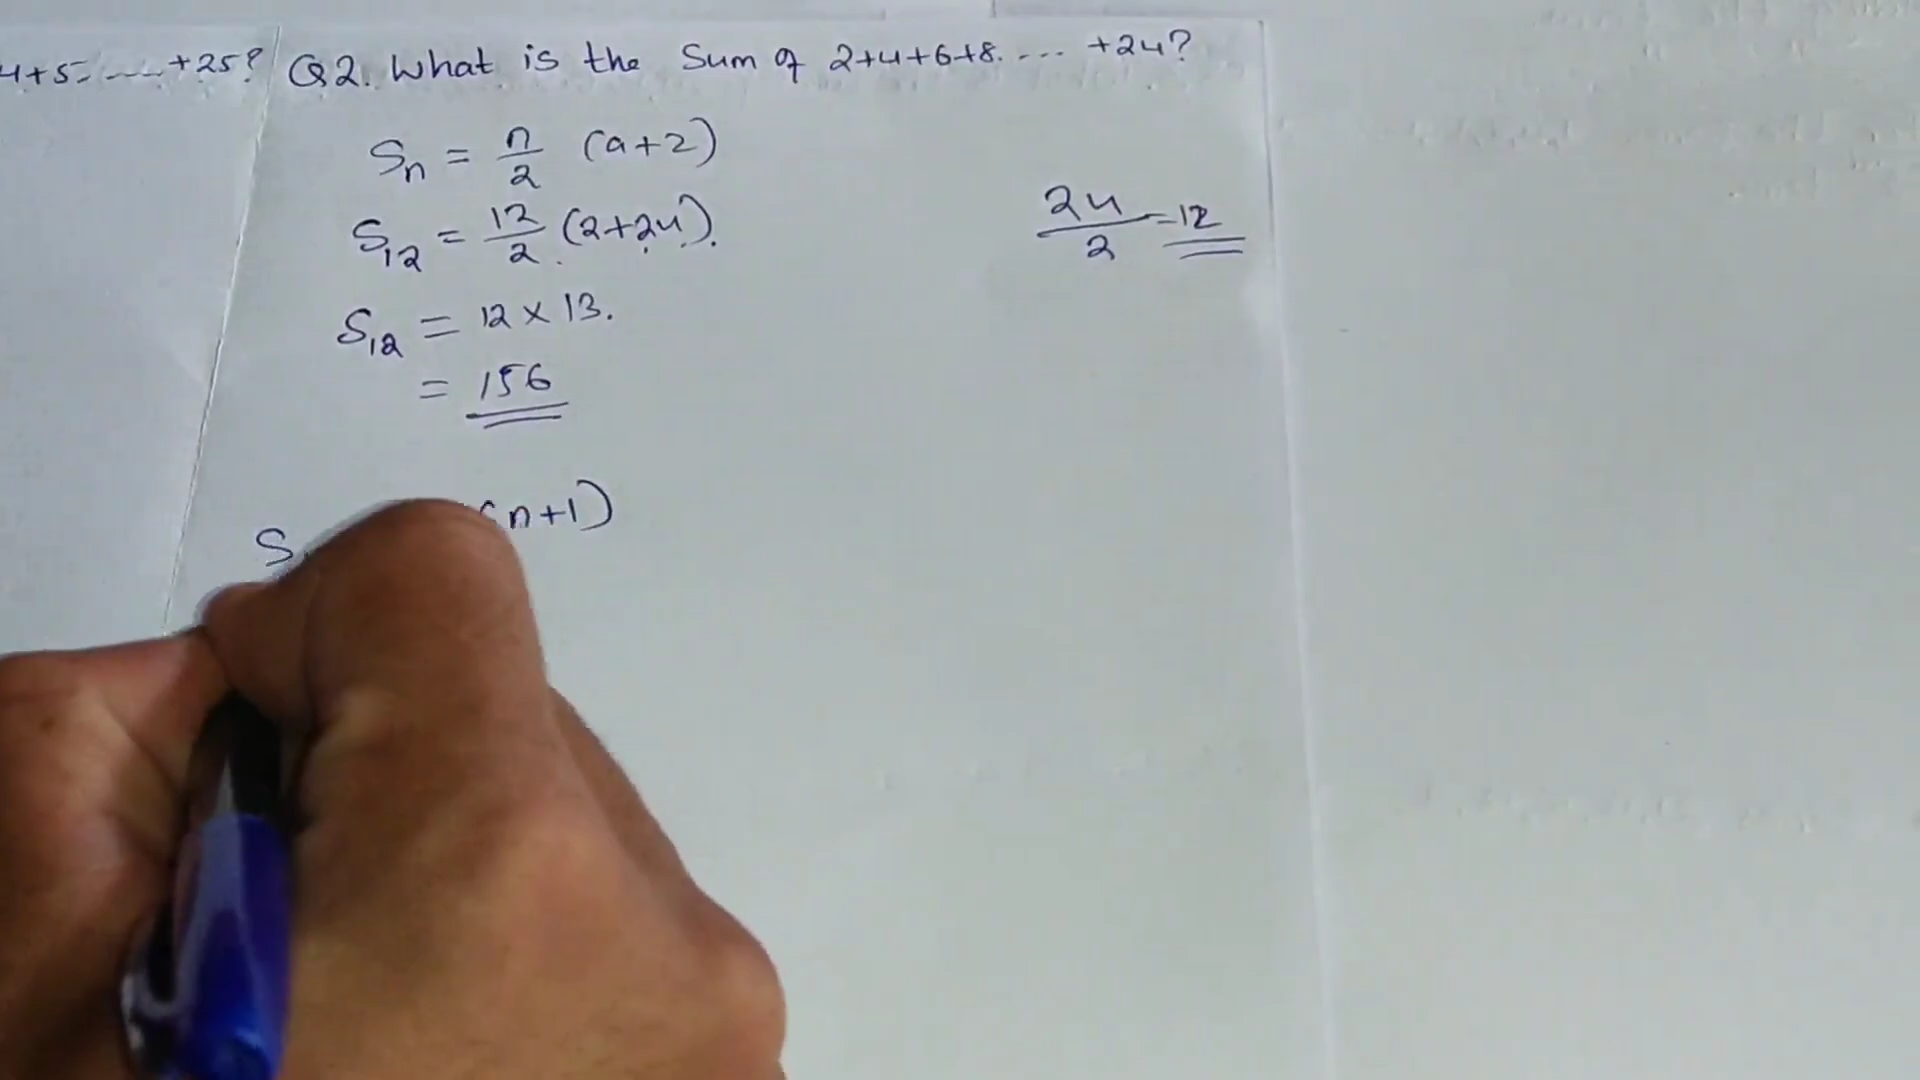 4+5- ---- +25? Q2. What is the Sum of 2+4+6+8. --- +24?
Sn = n/2 (a+2)
S12 = 12/2 (2+24).
24/2 = 12
S12 = 12 x 13.
= 156
S (n+1)